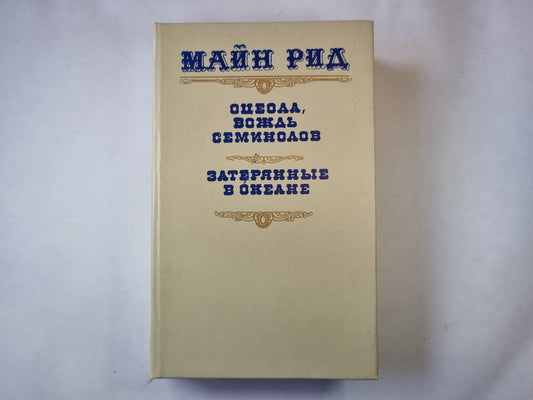 МАЙН РИД
ОЦЕОЛА,
ВОЖДЬ
СЕМИНОЛОВ
ЗАТЕРЯННЫЕ
В ОКЕАНЕ